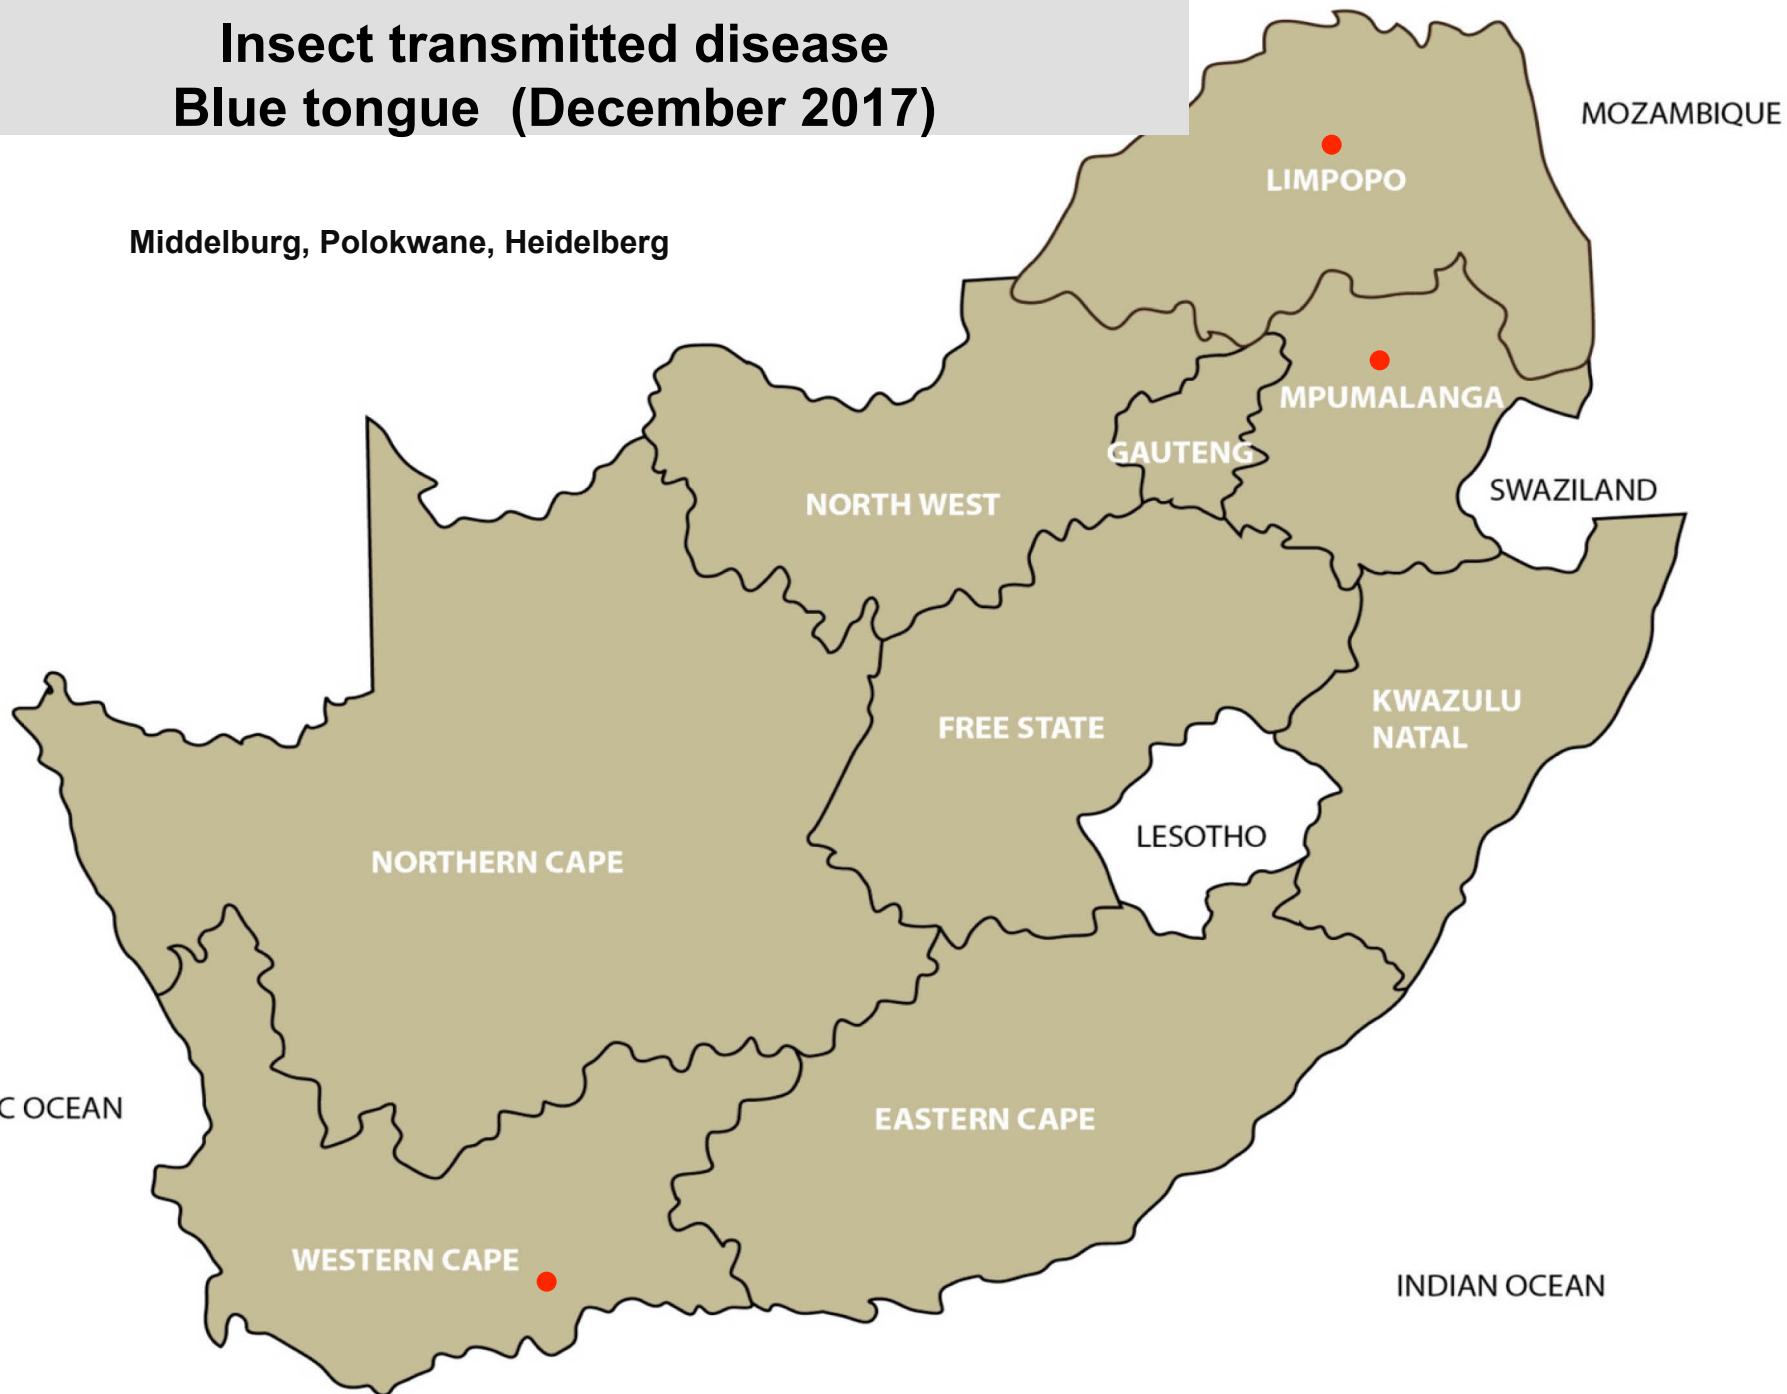 Insect transmitted disease
Blue tongue (December 2017)
MOZAMBIQUE
LIMPOPO
Middelburg, Polokwane, Heidelberg
MPUMALANGA
GAUTENG
SWAZILAND
NORTH WEST
KWAZULU
NATAL
FREE STATE
LESOTHO
NORTHERN CAPE
C OCEAN
EASTERN CAPE
WESTERN CAPE
INDIAN OCEAN